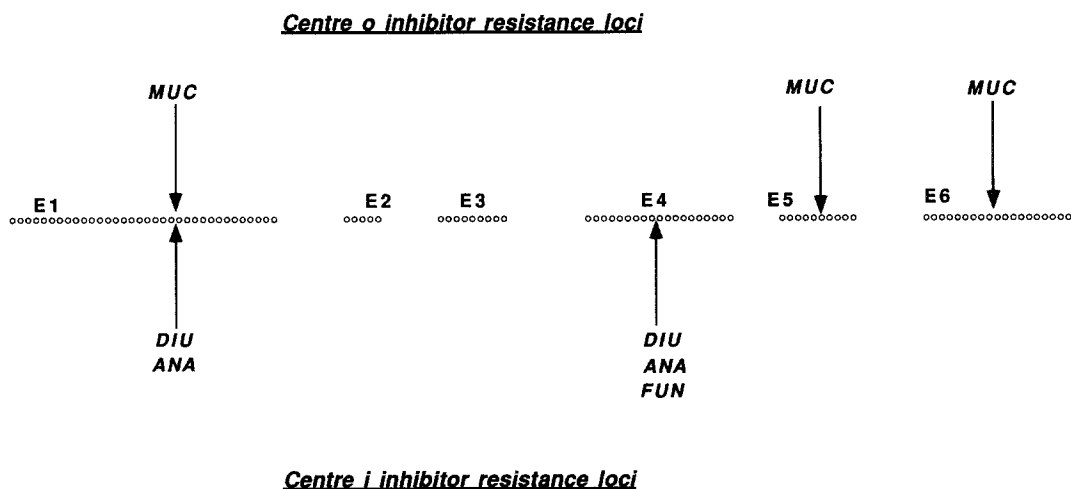 Centre o inhibitor resistance loci
MUC
MUC
MUC
E1
E2
E3
E4
E5
E6
DIU
ANA
DIU
ANA
FUN
Centre i inhibitor resistance loci